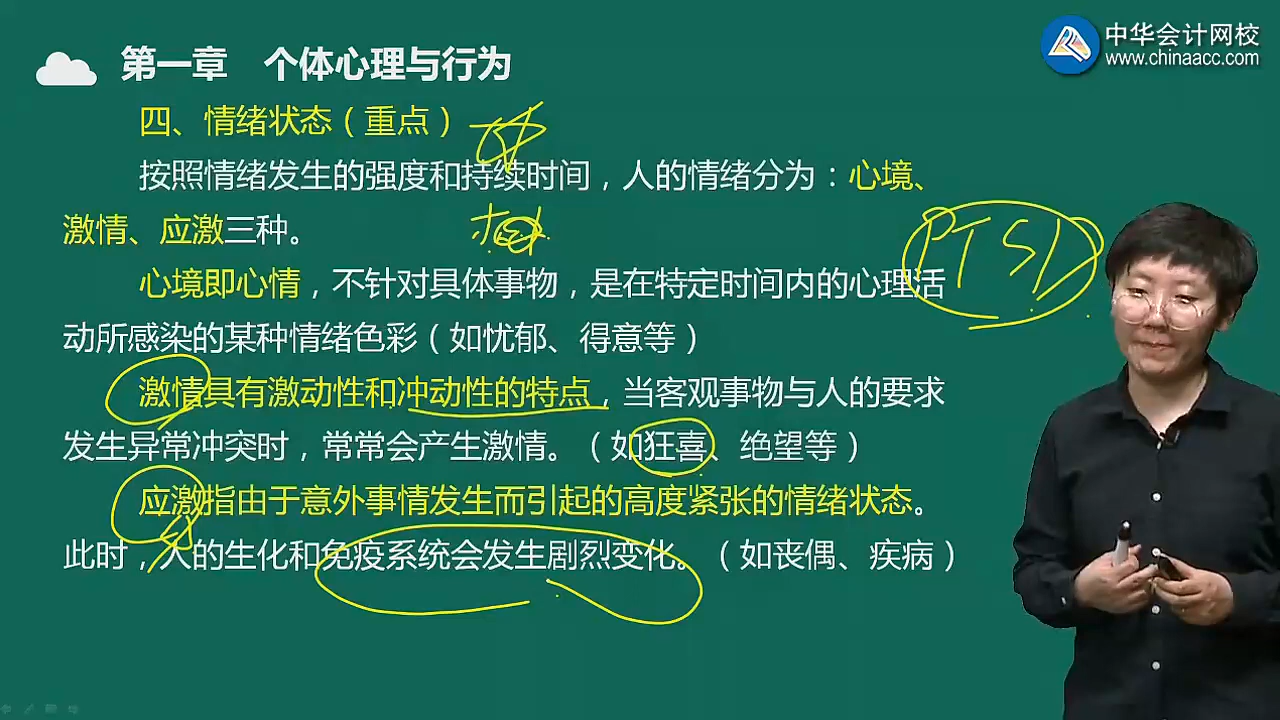 中华会计网校
www.chinaacc.com
第一章 个体心理与行为
四、情绪状态（重点）
按照情绪发生的强度和持续时间，人的情绪分为：心境、
激情、应激三种。
PTSD
心境即心情，不针对具体事物，是在特定时间内的心理活
动所感染的某种情绪色彩（如忧郁、得意等）
激情具有激动性和冲动性的特点，当客观事物与人的要求
发生异常冲突时，常常会产生激情。（如狂喜、绝望等）
应激指由于意外事情发生而引起的高度紧张的情绪状态。
此时，人的生化和免疫系统会发生剧烈变化。（如丧偶、疾病）